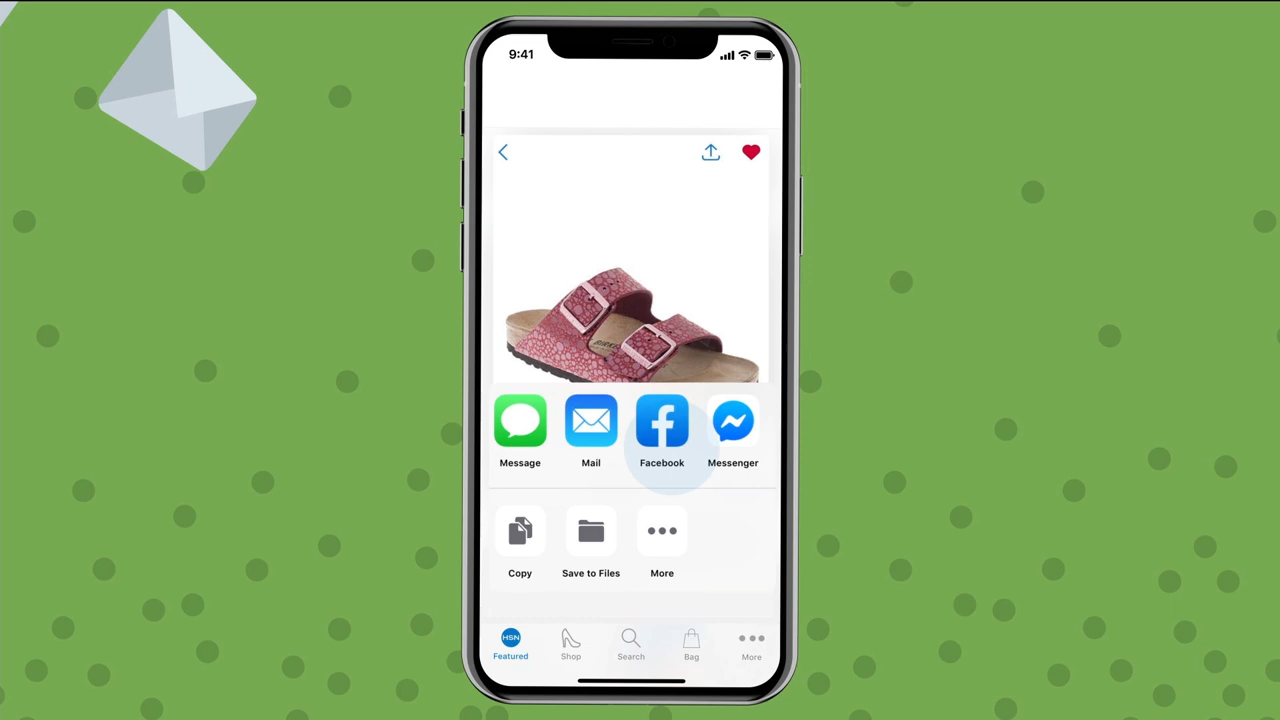 9:41
Message Mail Facebook Messenger
Copy Save to Files More
HSN
Featured Shop Search Bag More